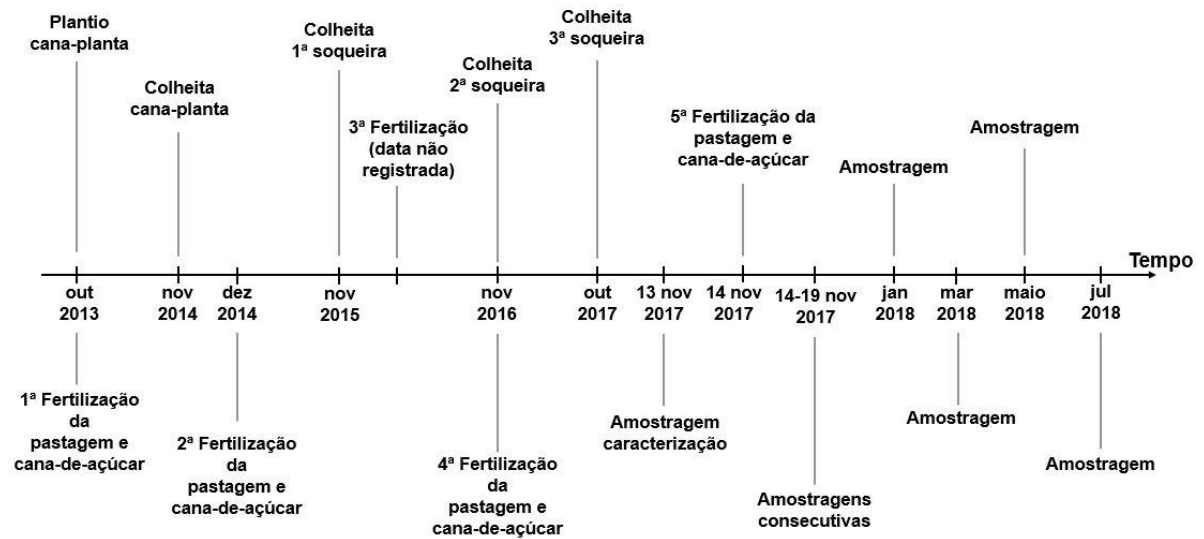 Plantio
cana-planta
Colheita
cana-planta
Colheita
1ª soqueira
3ª Fertilização
(data não
registrada)
Colheita
2ª soqueira
Colheita
3ª soqueira
5ª Fertilização da
pastagem e
cana-de-açúcar
Amostragem
Amostragem
Tempo
out
2013
nov
2014
dez
2014
nov
2015
nov
2016
out
2017
13 nov
2017
14 nov
2017
14-19 nov
2017
jan
2018
mar
2018
maio
2018
jul
2018
1ª Fertilização
da
pastagem e
cana-de-açúcar
2ª Fertilização
da
pastagem e
cana-de-açúcar
4ª Fertilização
da
pastagem e
cana-de-açúcar
Amostragem
caracterização
Amostragens
consecutivas
Amostragem
Amostragem